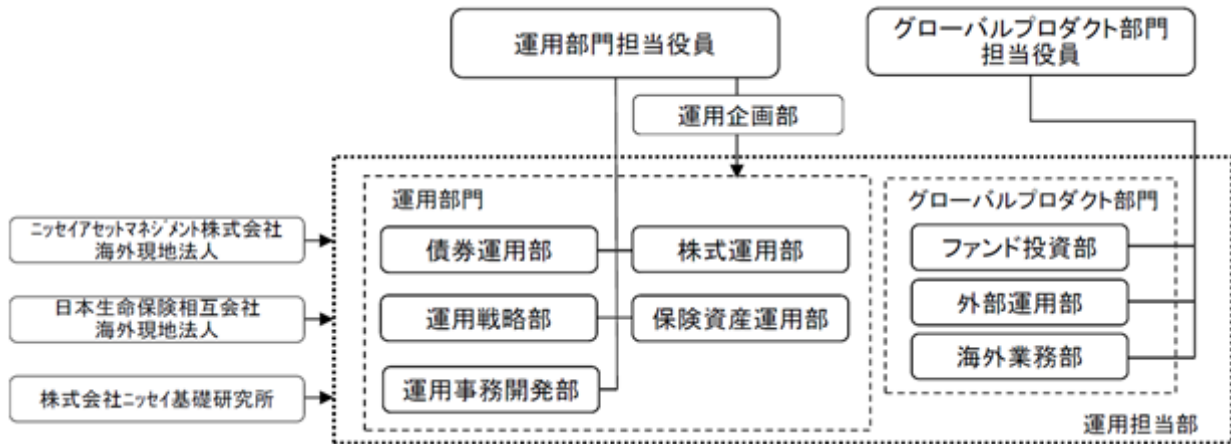 運用部門担当役員
グローバルプロダクト部門
担当役員
運用企画部
運用部門
グローバルプロダクト部門
ニッセイアセットマネジメント株式会社
海外現地法人
日本生命保険相互会社
海外現地法人
株式会社ニッセイ基礎研究所
債券運用部
株式運用部
運用戦略部
保険資産運用部
運用事務開発部
ファンド投資部
外部運用部
海外業務部
運用担当部